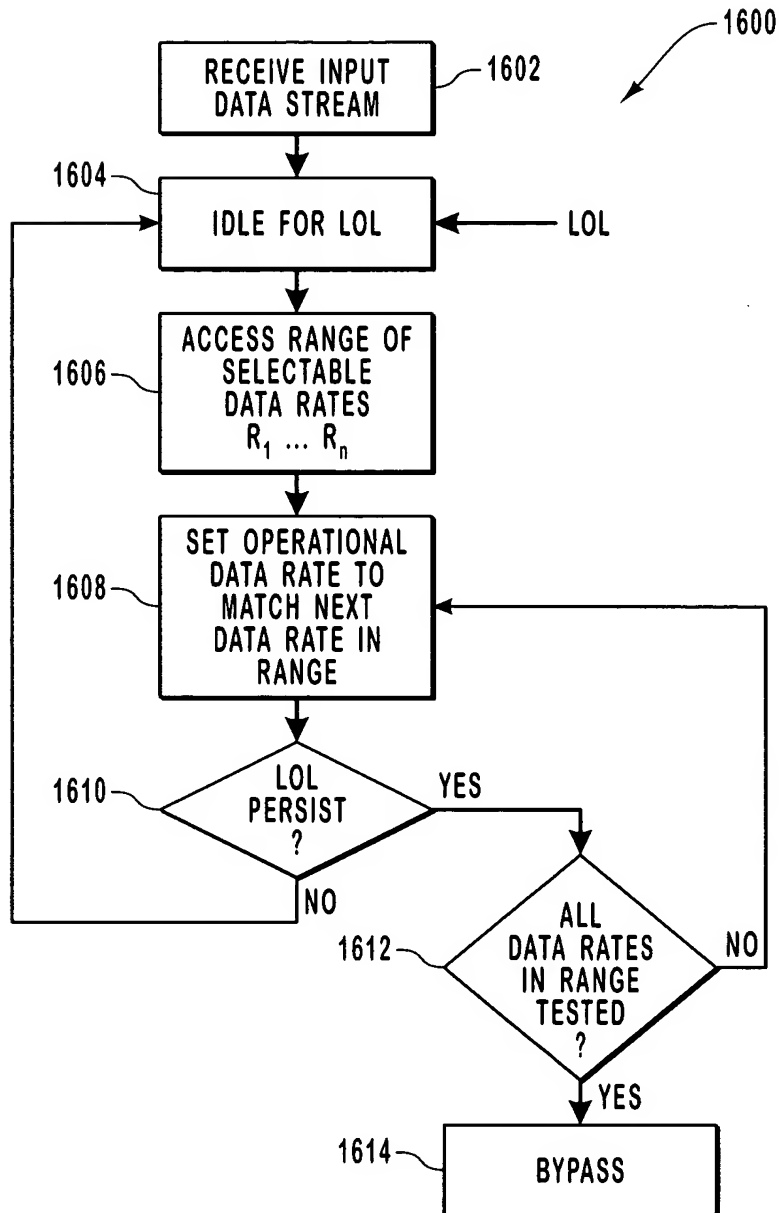 1600
RECEIVE INPUT
DATA STREAM
1602
1604
IDLE FOR LOL
LOL
ACCESS RANGE OF
SELECTABLE
DATA RATES
R₁ ... Rₙ
1606
SET OPERATIONAL
DATA RATE TO
MATCH NEXT
DATA RATE IN
RANGE
1608
1610
LOL
PERSIST
?
YES
NO
1612
ALL
DATA RATES
IN RANGE
TESTED
?
NO
YES
1614
BYPASS